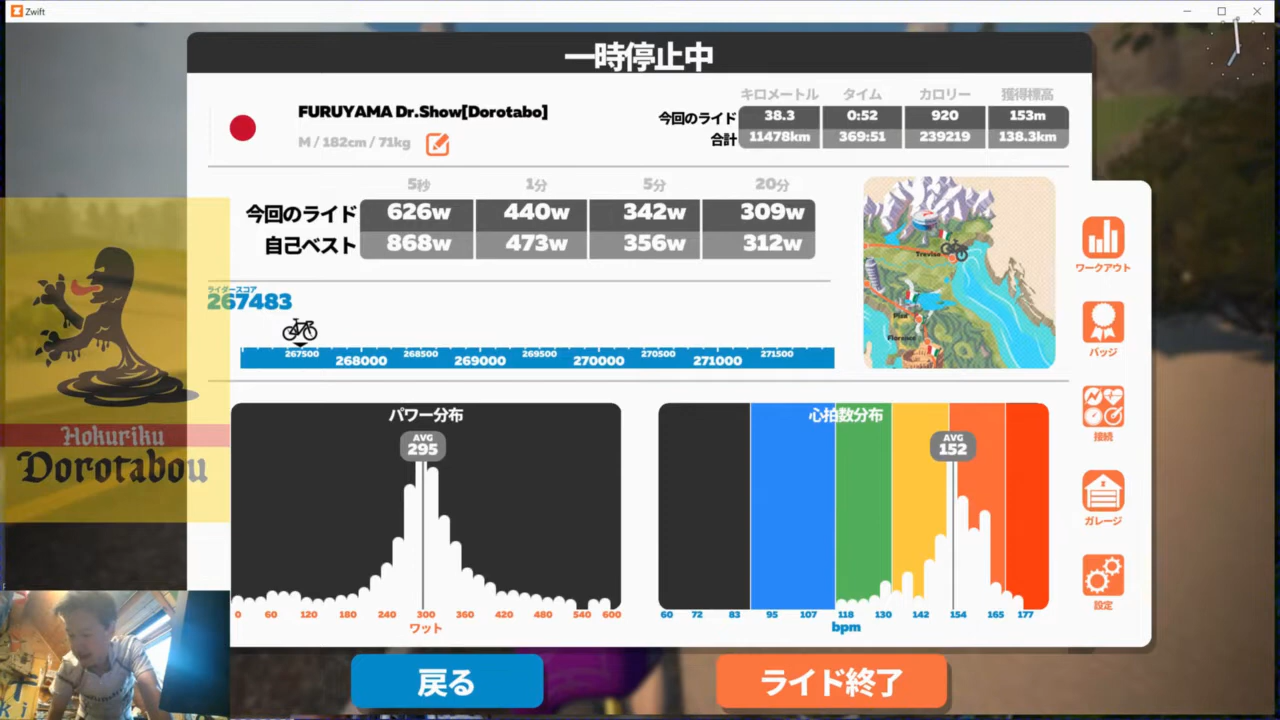 Zwift
一時停止中
FURUYAMA Dr.Show[Dorotabo]
M / 182cm / 71kg
キロメートル タイム カロリー 獲得標高
今回のライド 38.3 0:52 920 153m
合計 11478km 369:51 239219 138.3km
5秒 1分 5分 20分
今回のライド 626w 440w 342w 309w
自己ベスト 868w 473w 356w 312w
Treviso
Pisa
Florence
ライダースコア
267483
267500 268000 268500 269000 269500 270000 270500 271000 271500
ワークアウト
バッジ
接続
ガレージ
設定
パワー分布
AVG
295
0 60 120 180 240 300 360 420 480 540 600
ワット
心拍数分布
AVG
152
60 72 83 95 107 118 130 142 154 165 177
bpm
Hokuriku
Dorotabou
戻る
ライド終了